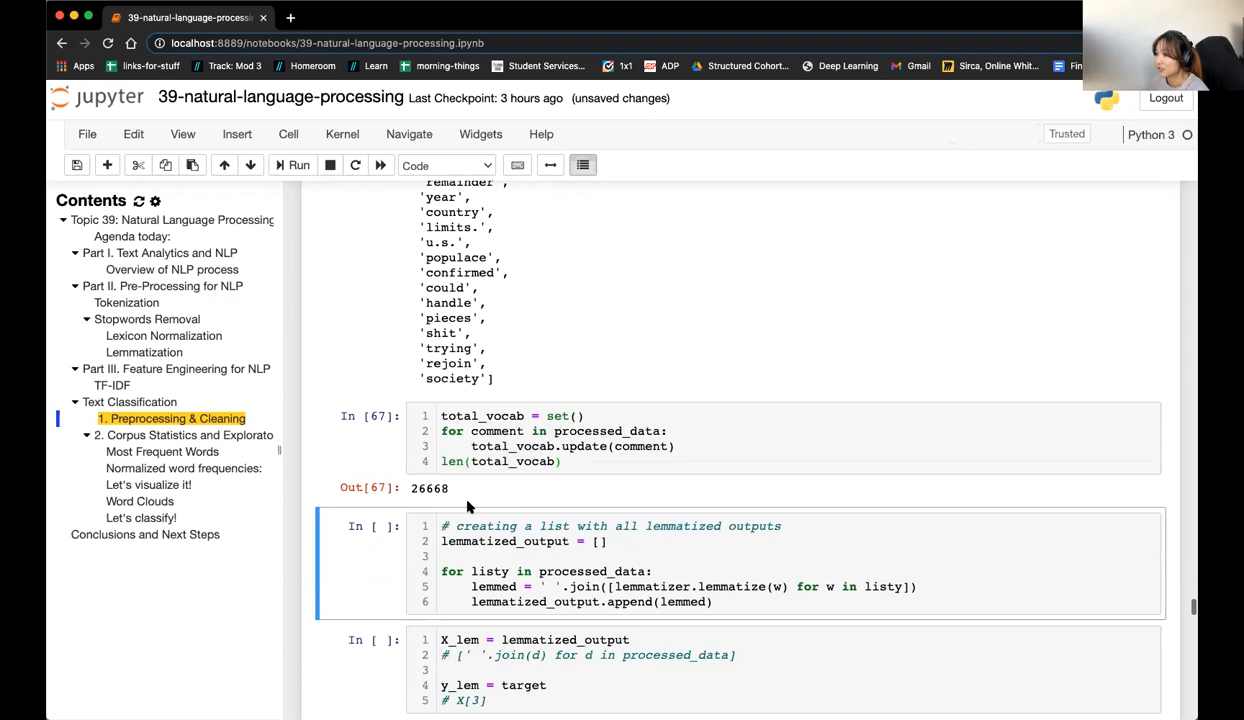 39-natural-language-processi
localhost:8889/notebooks/39-natural-language-processing.ipynb
Apps links-for-stuff Track: Mod 3 Homeroom Learn morning-things Student Services... 1x1 ADP Structured Cohort... Deep Learning Gmail Sirca, Online Whit... Fin
jupyter 39-natural-language-processing Last Checkpoint: 3 hours ago (unsaved changes) Logout
File Edit View Insert Cell Kernel Navigate Widgets Help Trusted Python 3
Run Code
Contents
Topic 39: Natural Language Processing
Agenda today:
Part I. Text Analytics and NLP
Overview of NLP process
Part II. Pre-Processing for NLP
Tokenization
Stopwords Removal
Lexicon Normalization
Lemmatization
Part III. Feature Engineering for NLP
TF-IDF
Text Classification
1. Preprocessing & Cleaning
2. Corpus Statistics and Explorato
Most Frequent Words
Normalized word frequencies:
Let's visualize it!
Word Clouds
Let's classify!
Conclusions and Next Steps
'remainder',
'year',
'country',
'limits.',
'u.s.',
'populace',
'confirmed',
'could',
'handle',
'pieces',
'shit',
'trying',
'rejoin',
'society']
In [67]: 1 total_vocab = set()
2 for comment in processed_data:
3 total_vocab.update(comment)
4 len(total_vocab)
Out[67]: 26668
In [ ]: 1 # creating a list with all lemmatized outputs
2 lemmatized_output = []
3
4 for listy in processed_data:
5 lemmed = ' '.join([lemmatizer.lemmatize(w) for w in listy])
6 lemmatized_output.append(lemmed)
In [ ]: 1 X_lem = lemmatized_output
2 # [' '.join(d) for d in processed_data]
3
4 y_lem = target
5 # X[3]